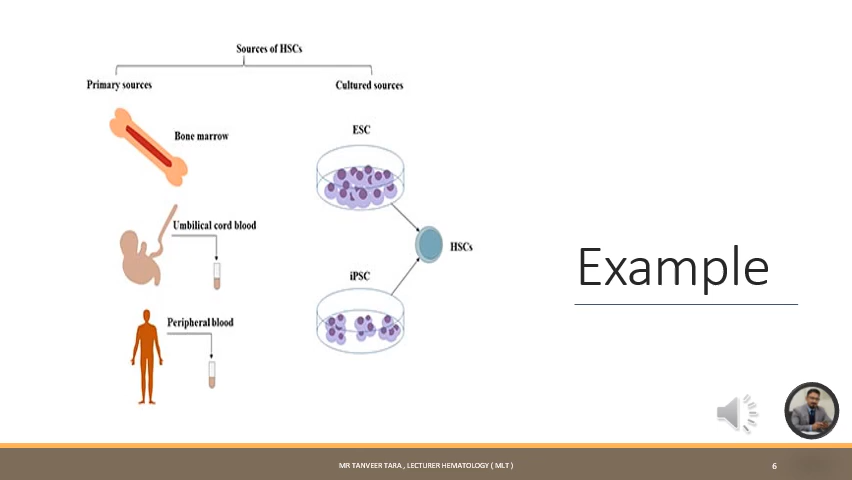 Sources of HSCs
Primary sources
Cultured sources
Bone marrow
ESC
Umbilical cord blood
HSCs
iPSC
Peripheral blood
Example
MR TANVEER TARA , LECTURER HEMATOLOGY ( MLT )
6